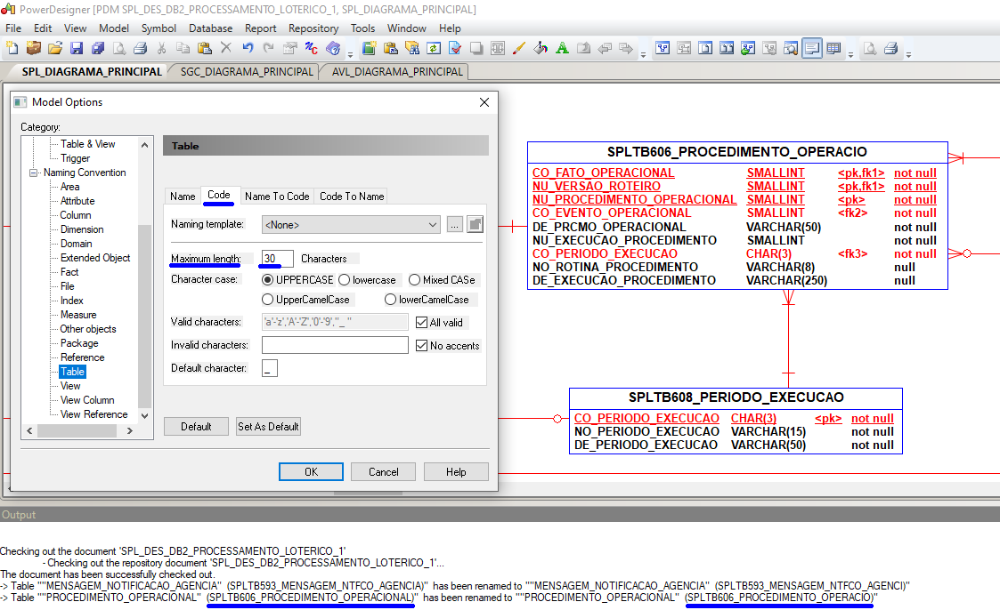 PowerDesigner [PDM SPL_DES_DB2_PROCESSAMENTO_LOTERICO_1, SPL_DIAGRAMA_PRINCIPAL]
File Edit View Model Symbol Database Report Repository Tools Window Help
SPL_DIAGRAMA_PRINCIPAL SGC_DIAGRAMA_PRINCIPAL AVL_DIAGRAMA_PRINCIPAL
Model Options
Category:
Table & View
Trigger
Naming Convention
Area
Attribute
Column
Dimension
Domain
Extended Object
Fact
File
Index
Measure
Other objects
Package
Reference
Table
View
View Column
View Reference
Table
Name Code Name To Code Code To Name
Naming template: <None> ...
Maximum length: 30 Characters
Character case: UPPERCASE lowercase Mixed CASe
UpperCamelCase lowerCamelCase
Valid characters: 'a'-'z','A'-'Z','0'-'9',"_ " All valid
Invalid characters: No accents
Default character: _
Default Set As Default
OK Cancel Help
SPLTB606_PROCEDIMENTO_OPERACIO
CO_FATO_OPERACIONAL SMALLINT <pk,fk1> not null
NU_VERSAO_ROTEIRO SMALLINT <pk,fk1> not null
NU_PROCEDIMENTO_OPERACIONAL SMALLINT <pk> not null
CO_EVENTO_OPERACIONAL SMALLINT <fk2> not null
DE_PRCMO_OPERACIONAL VARCHAR(50) not null
NU_EXECUCAO_PROCEDIMENTO SMALLINT not null
CO_PERIODO_EXECUCAO CHAR(3) <fk3> not null
NO_ROTINA_PROCEDIMENTO VARCHAR(8) null
DE_EXECUCAO_PROCEDIMENTO VARCHAR(250) null
SPLTB608_PERIODO_EXECUCAO
CO_PERIODO_EXECUCAO CHAR(3) <pk> not null
NO_PERIODO_EXECUCAO VARCHAR(15) not null
DE_PERIODO_EXECUCAO VARCHAR(50) not null
Output
Checking out the document 'SPL_DES_DB2_PROCESSAMENTO_LOTERICO_1'
- Checking out the repository document 'SPL_DES_DB2_PROCESSAMENTO_LOTERICO_1'...
The document has been successfully checked out.
-> Table ""MENSAGEM_NOTIFICACAO_AGENCIA" (SPLTB593_MENSAGEM_NTFCO_AGENCIA)" has been renamed to ""MENSAGEM_NOTIFICACAO_AGENCIA" (SPLTB593_MENSAGEM_NTFCO_AGENCI)"
-> Table ""PROCEDIMENTO_OPERACIONAL" (SPLTB606_PROCEDIMENTO_OPERACIONAL)" has been renamed to ""PROCEDIMENTO_OPERACIONAL" (SPLTB606_PROCEDIMENTO_OPERACIO)"